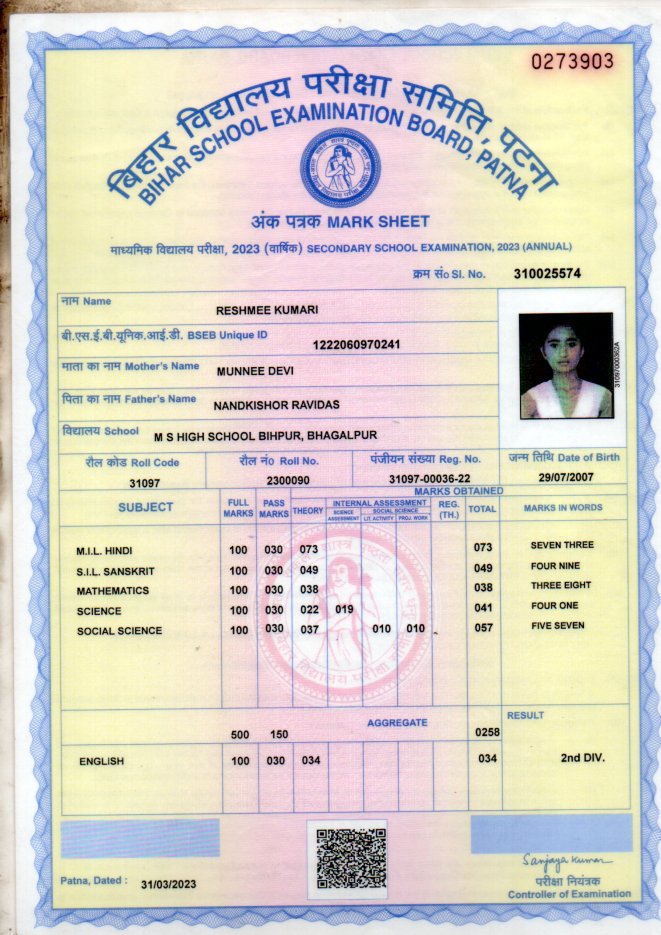 0273903
बिहार विद्यालय परीक्षा समिति, पटना
BIHAR SCHOOL EXAMINATION BOARD, PATNA
अंक पत्रक MARK SHEET
माध्यमिक विद्यालय परीक्षा, 2023 (वार्षिक) SECONDARY SCHOOL EXAMINATION, 2023 (ANNUAL)
क्रम सं० Sl. No. 310025574
नाम Name RESHMEE KUMARI
बी.एस.ई.बी.यूनिक.आई.डी. BSEB Unique ID 1222060970241
माता का नाम Mother's Name MUNNEE DEVI
पिता का नाम Father's Name NANDKISHOR RAVIDAS
विद्यालय School M S HIGH SCHOOL BIHPUR, BHAGALPUR
31097000362A
रौल कोड Roll Code रौल नं० Roll No. पंजीयन संख्या Reg. No. जन्म तिथि Date of Birth
31097 2300090 31097-00036-22 29/07/2007
MARKS OBTAINED
SUBJECT FULL MARKS PASS MARKS THEORY INTERNAL ASSESSMENT REG. (TH.) TOTAL MARKS IN WORDS
SCIENCE ASSESSMENT SOCIAL SCIENCE LIT. ACTIVITY PROJ. WORK
M.I.L. HINDI 100 030 073 073 SEVEN THREE
S.I.L. SANSKRIT 100 030 049 049 FOUR NINE
MATHEMATICS 100 030 038 038 THREE EIGHT
SCIENCE 100 030 022 019 041 FOUR ONE
SOCIAL SCIENCE 100 030 037 010 010 057 FIVE SEVEN
500 150 AGGREGATE 0258 RESULT
ENGLISH 100 030 034 034 2nd DIV.
Sanjaya Kumar
Patna, Dated : 31/03/2023
परीक्षा नियंत्रक
Controller of Examination